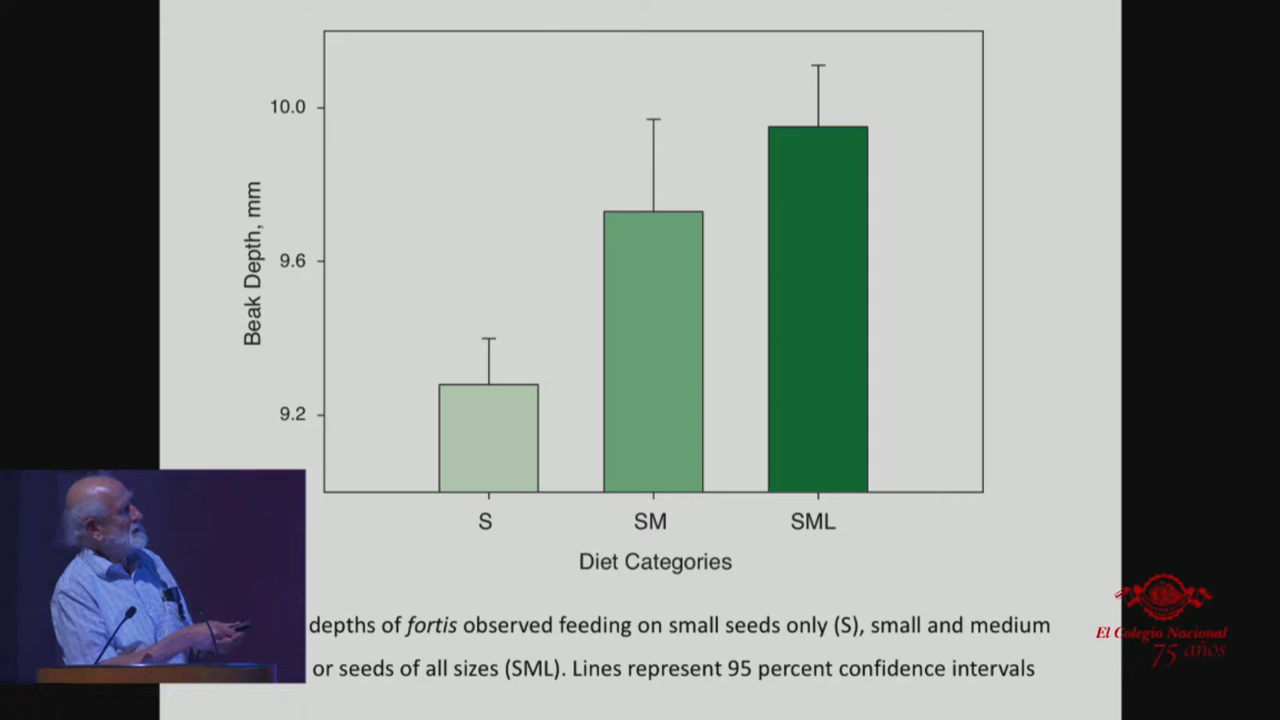 10.0
9.6
9.2
Beak Depth, mm
S SM SML
Diet Categories
depths of fortis observed feeding on small seeds only (S), small and medium
or seeds of all sizes (SML). Lines represent 95 percent confidence intervals
El Colegio Nacional
75 años